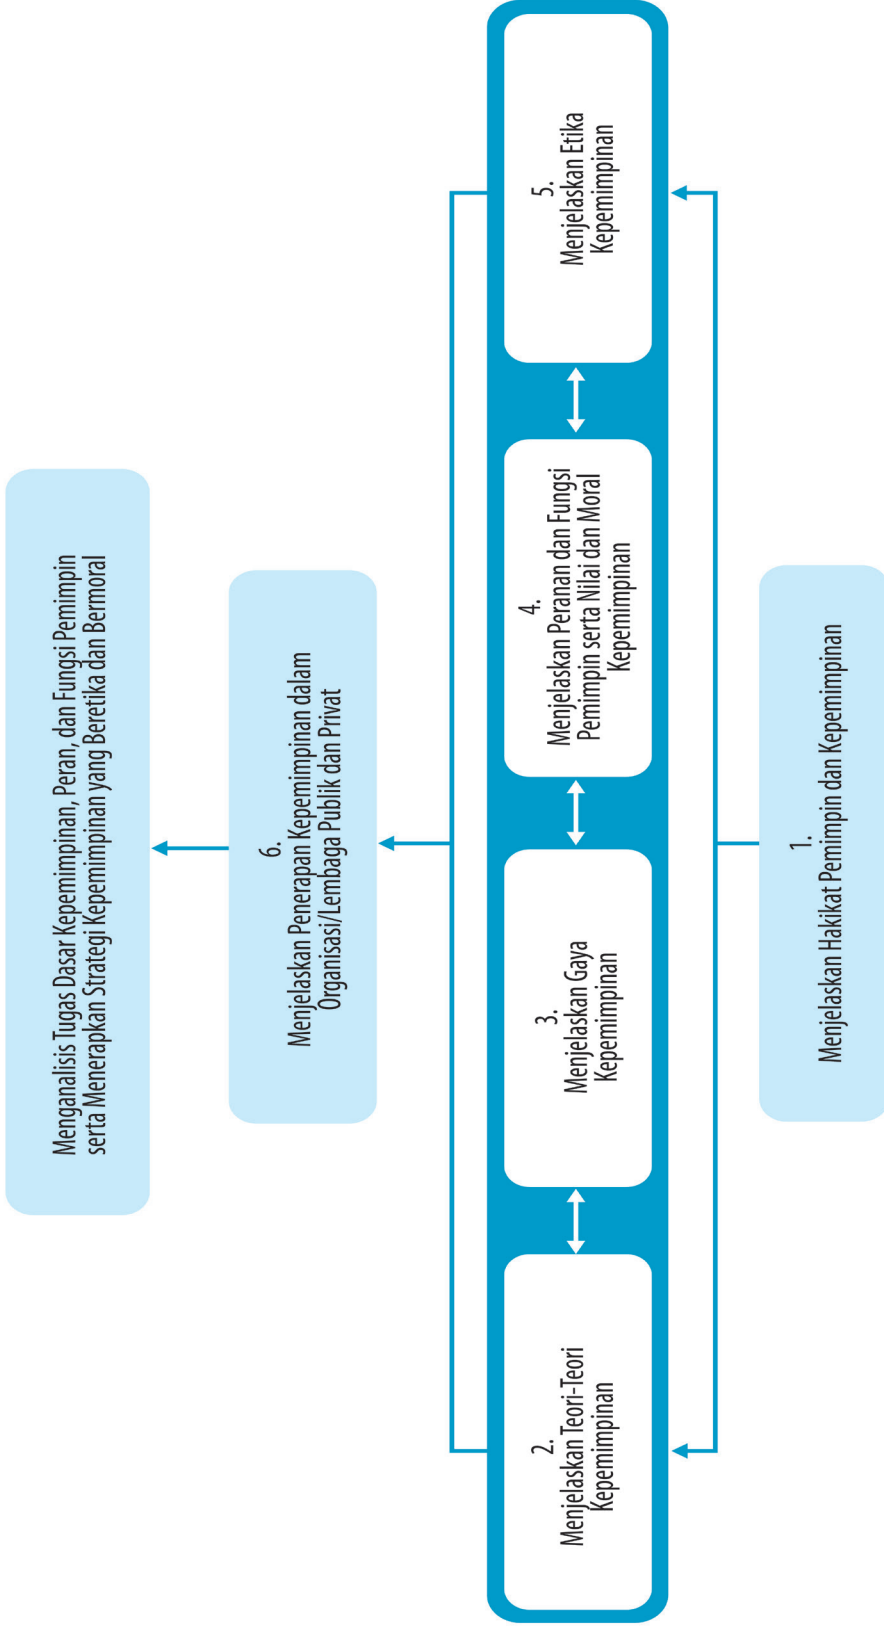 Menganalisis Tugas Dasar Kepemimpinan, Peran, dan Fungsi Pemimpin
serta Menerapkan Strategi Kepemimpinan yang Beretika dan Bermoral
6.
Menjelaskan Penerapan Kepemimpinan dalam
Organisasi/Lembaga Publik dan Privat
2.
Menjelaskan Teori-Teori
Kepemimpinan
3.
Menjelaskan Gaya
Kepemimpinan
4.
Menjelaskan Peranan dan Fungsi
Pemimpin serta Nilai dan Moral
Kepemimpinan
5.
Menjelaskan Etika
Kepemimpinan
1.
Menjelaskan Hakikat Pemimpin dan Kepemimpinan